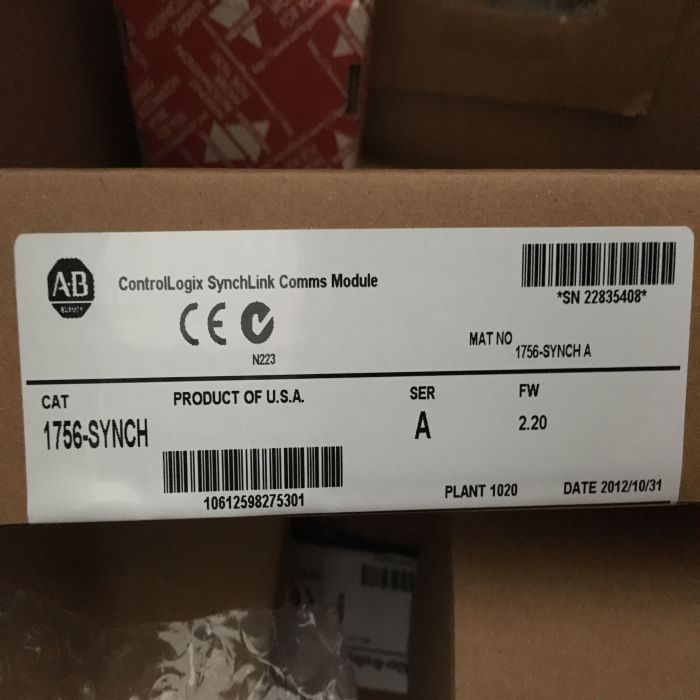 A-B
QUALITY
ControlLogix SynchLink Comms Module
*SN 22835408*
CE
N223
MAT NO
1756-SYNCH A
CAT
1756-SYNCH
PRODUCT OF U.S.A.
SER
A
FW
2.20
10612598275301
PLANT 1020
DATE 2012/10/31